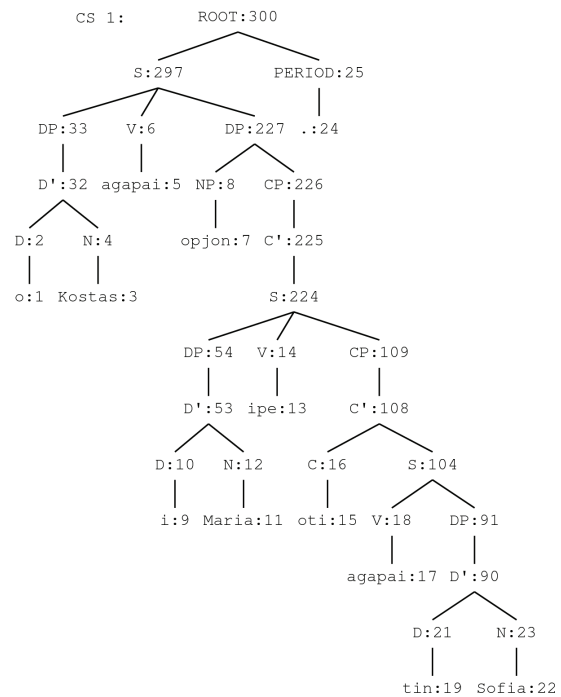 CS 1: ROOT:300
S:297 PERIOD:25
DP:33 V:6 DP:227 .:24
D':32 agapai:5 NP:8 CP:226
D:2 N:4 opjon:7 C':225
o:1 Kostas:3 S:224
DP:54 V:14 CP:109
D':53 ipe:13 C':108
D:10 N:12 C:16 S:104
i:9 Maria:11 oti:15 V:18 DP:91
agapai:17 D':90
D:21 N:23
tin:19 Sofia:22